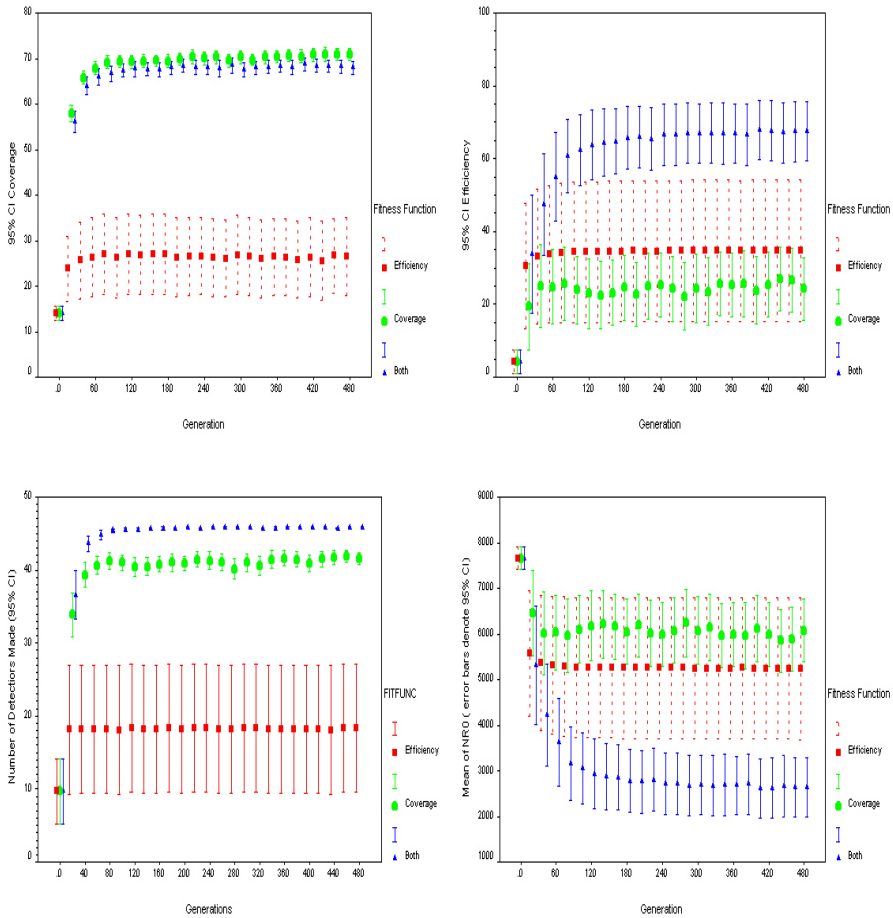 80
70
60
50
40
30
20
10
0
95% CI Coverage
.0 60 120 180 240 300 360 420 480
Generation
Fitness Function
Efficiency
Coverage
Both
100
80
60
40
20
0
95% CI Efficiency
.0 60 120 180 240 300 360 420 480
Generation
Fitness Function
Efficiency
Coverage
Both
50
40
30
20
10
0
Number of Detections Made (95% CI)
.0 40 80 120 160 200 240 280 320 360 400 440 480
Generations
FITFUNC
Efficiency
Coverage
Both
9000
8000
7000
6000
5000
4000
3000
2000
1000
Mean of NR0 ( error bars denote 95% CI)
.0 60 120 180 240 300 360 420 480
Generation
Fitness Function
Efficiency
Coverage
Both